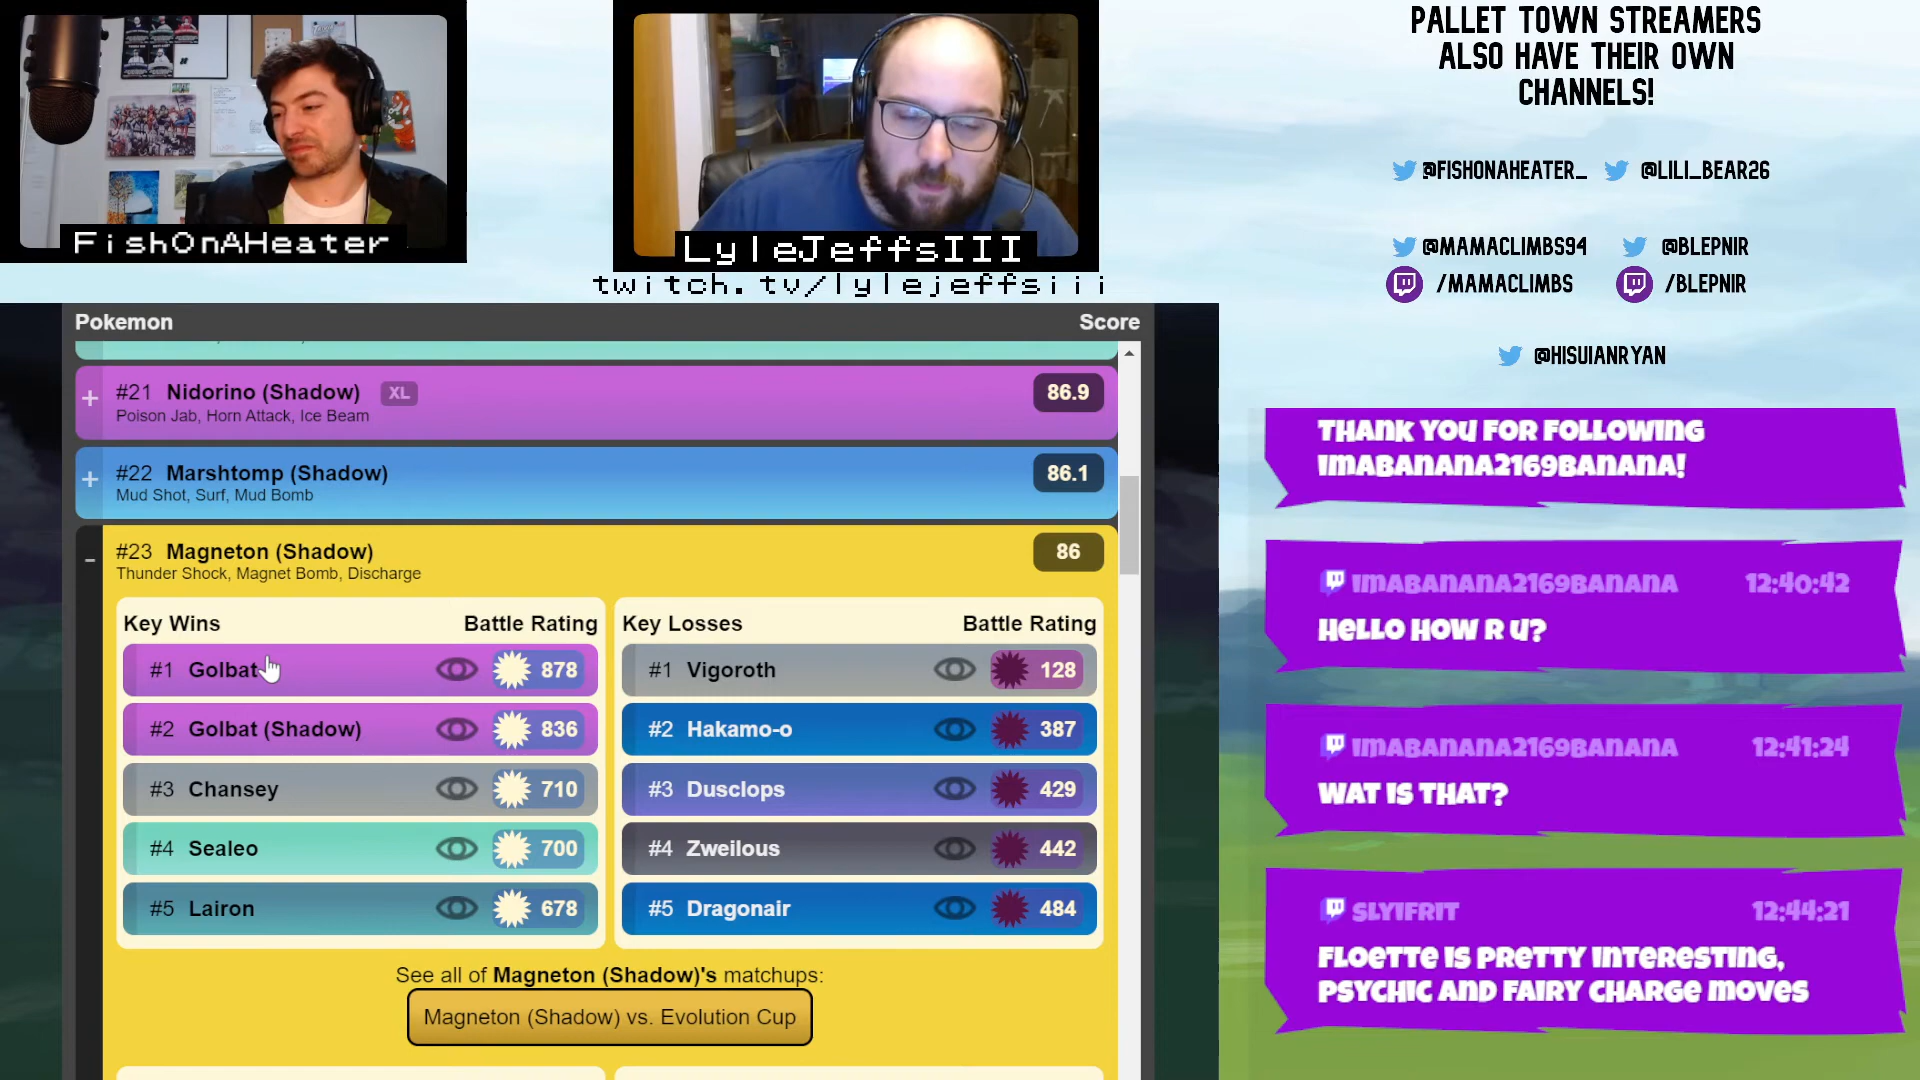 FishOnAHeater
LyleJeffsIII
twitch.tv/lylejeffsiii
PALLET TOWN STREAMERS
ALSO HAVE THEIR OWN
CHANNELS!
@FISHONAHEATER_ @LILI_BEAR26
@MAMACLIMBS94 @BLEPNIR
/MAMACLIMBS /BLEPNIR
@HISUIANRYAN
Pokemon Score
#21 Nidorino (Shadow) XL 86.9
Poison Jab, Horn Attack, Ice Beam
#22 Marshtomp (Shadow) 86.1
Mud Shot, Surf, Mud Bomb
#23 Magneton (Shadow) 86
Thunder Shock, Magnet Bomb, Discharge
Key Wins Battle Rating
#1 Golbat 878
#2 Golbat (Shadow) 836
#3 Chansey 710
#4 Sealeo 700
#5 Lairon 678
Key Losses Battle Rating
#1 Vigoroth 128
#2 Hakamo-o 387
#3 Dusclops 429
#4 Zweilous 442
#5 Dragonair 484
See all of Magneton (Shadow)'s matchups:
Magneton (Shadow) vs. Evolution Cup
THANK YOU FOR FOLLOWING
IMABANANA2169BANANA!
IMABANANA2169BANANA 12:40:42
HELLO HOW R U?
IMABANANA2169BANANA 12:41:24
WAT IS THAT?
SLYIFRIT 12:44:21
FLOETTE IS PRETTY INTERESTING,
PSYCHIC AND FAIRY CHARGE MOVES